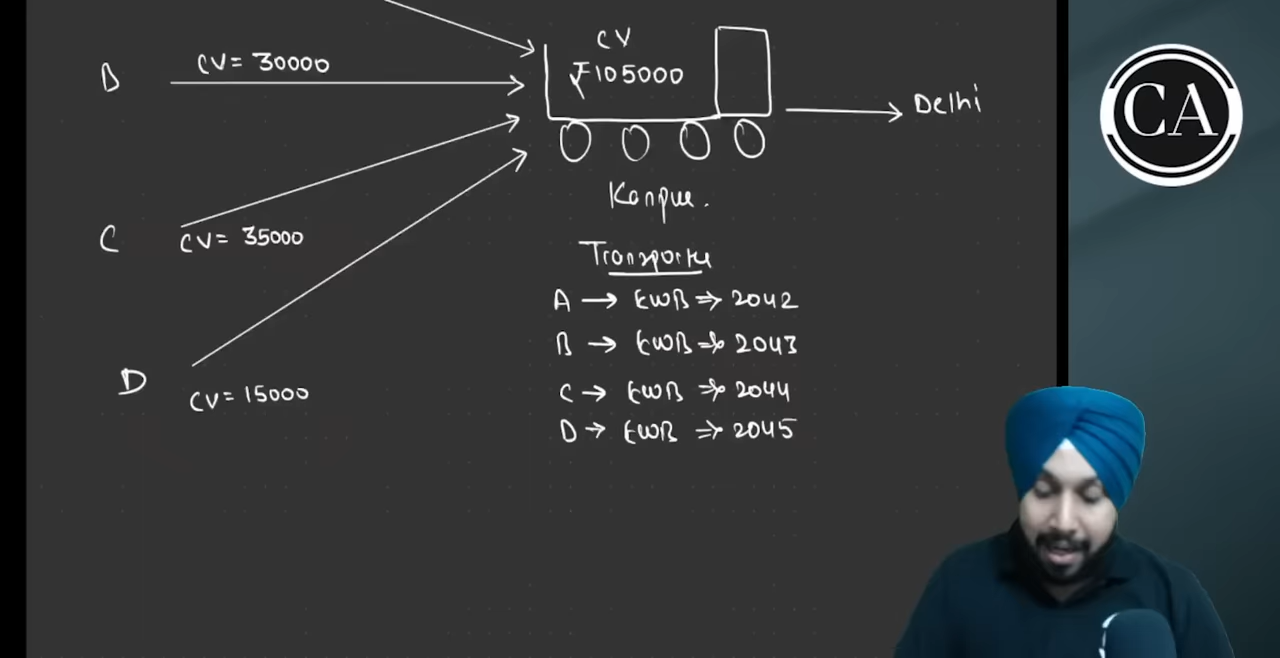 CV
₹105000
B CV = 30000
Delhi
Kanpur.
C CV = 35000
Transporter
A → EWB ⇒ 2042
B → EWB ⇒ 2043
C → EWB ⇒ 2044
D → EWB ⇒ 2045
D CV = 15000
CA